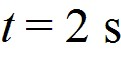 t = 2 s